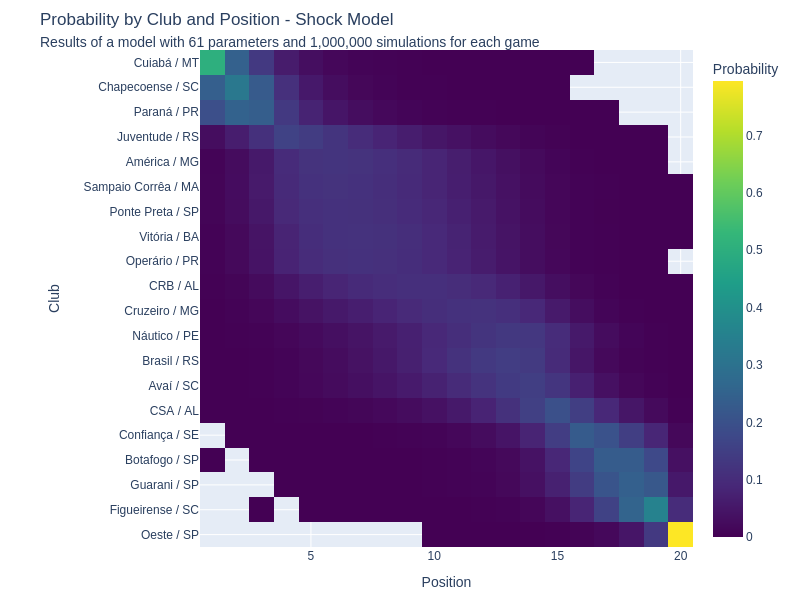 Probability by Club and Position - Shock Model
Results of a model with 61 parameters and 1,000,000 simulations for each game
Probability
Cuiabá / MT
Chapecoense / SC
Paraná / PR
Juventude / RS
América / MG
Sampaio Corrêa / MA
Ponte Preta / SP
Vitória / BA
Operário / PR
CRB / AL
Cruzeiro / MG
Náutico / PE
Brasil / RS
Avaí / SC
CSA / AL
Confiança / SE
Botafogo / SP
Guarani / SP
Figueirense / SC
Oeste / SP
Club
0.7
0.6
0.5
0.4
0.3
0.2
0.1
0
5
10
15
20
Position